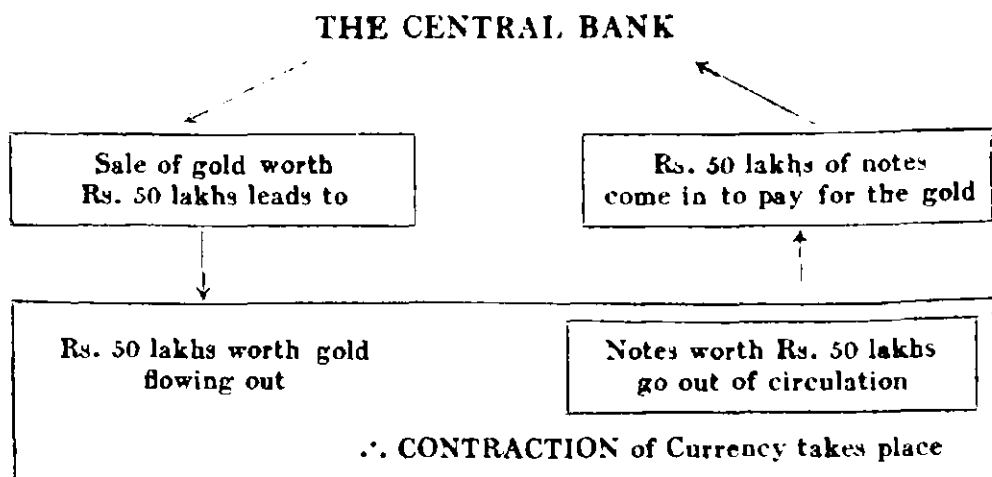 THE CENTRAL BANK
Sale of gold worth
Rs. 50 lakhs leads to
Rs. 50 lakhs of notes
come in to pay for the gold
Rs. 50 lakhs worth gold
flowing out
Notes worth Rs. 50 lakhs
go out of circulation
∴ CONTRACTION of Currency takes place